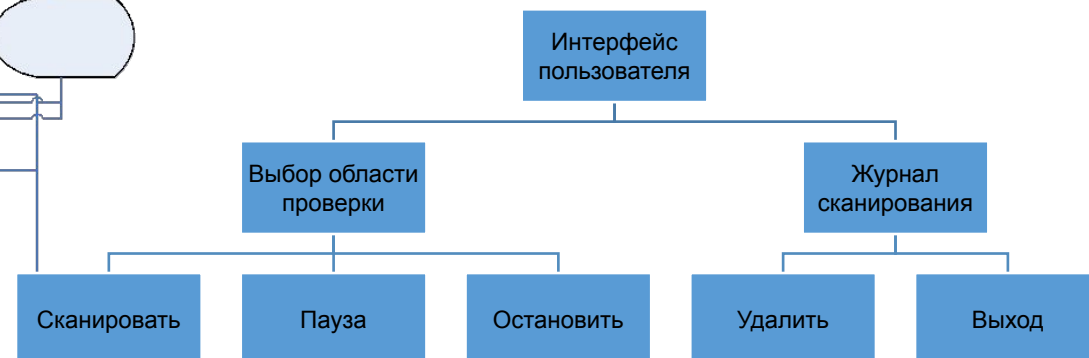 Интерфейс
пользователя
Выбор области
проверки
Журнал
сканирования
Сканировать
Пауза
Остановить
Удалить
Выход